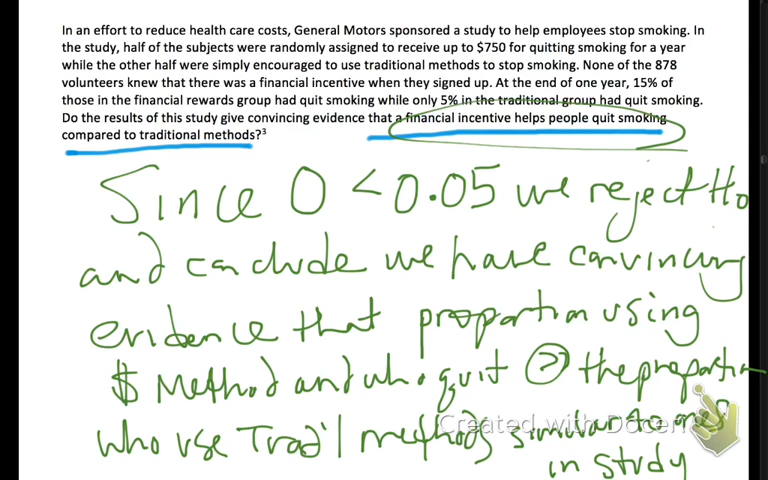 In an effort to reduce health care costs, General Motors sponsored a study to help employees stop smoking. In
the study, half of the subjects were randomly assigned to receive up to $750 for quitting smoking for a year
while the other half were simply encouraged to use traditional methods to stop smoking. None of the 878
volunteers knew that there was a financial incentive when they signed up. At the end of one year, 15% of
those in the financial rewards group had quit smoking while only 5% in the traditional group had quit smoking.
Do the results of this study give convincing evidence that a financial incentive helps people quit smoking
compared to traditional methods?³
Since 0 < 0.05 we reject H₀
and conclude we have convincing
evidence that proportion using
$ Method and who quit > the proportion
who use Trad'l methods similar to ones
in study
Created with Doceri